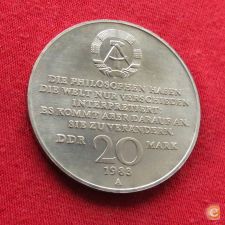 DIE PHILOSOPHEN HABEN
DIE WELT NUR VERSCHIEDEN
INTERPRETIERT,
ES KOMMT ABER DARAUF AN,
SIE ZU VERÄNDERN.
DDR 20 MARK
1983
A